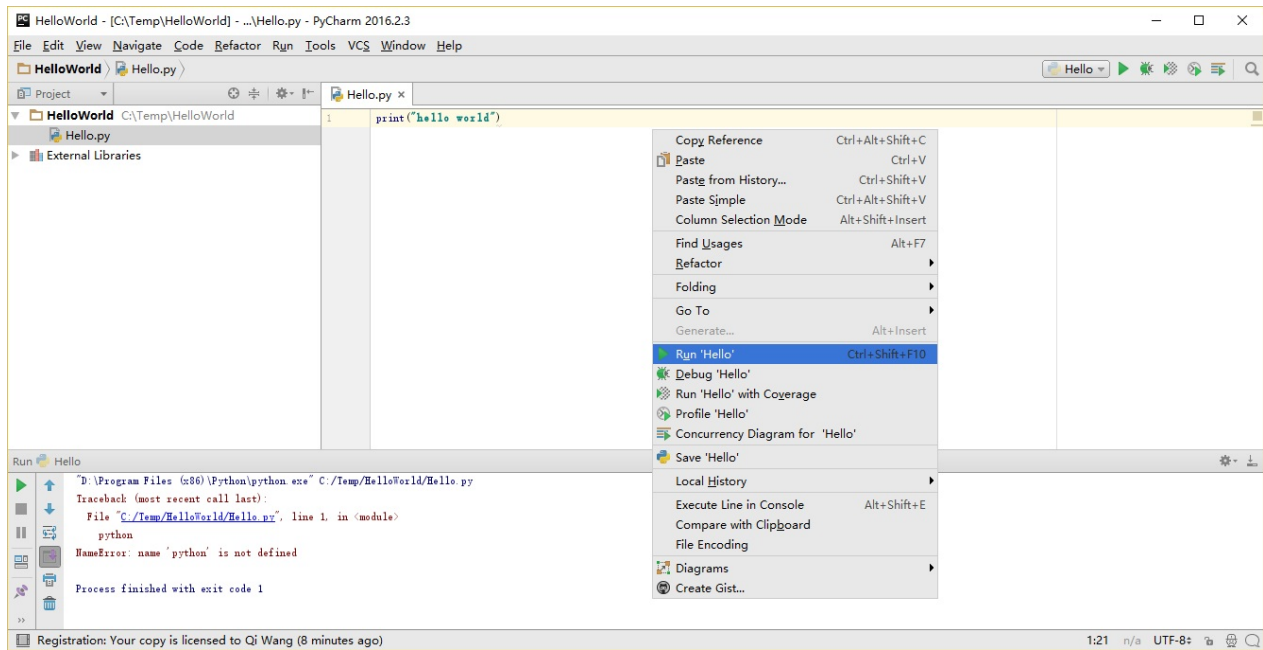 HelloWorld - [C:\Temp\HelloWorld] - ...\Hello.py - PyCharm 2016.2.3
File Edit View Navigate Code Refactor Run Tools VCS Window Help
HelloWorld Hello.py Hello
Project Hello.py ×
HelloWorld C:\Temp\HelloWorld
Hello.py
External Libraries
1 print("hello world")
Copy Reference Ctrl+Alt+Shift+C
Paste Ctrl+V
Paste from History... Ctrl+Shift+V
Paste Simple Ctrl+Alt+Shift+V
Column Selection Mode Alt+Shift+Insert
Find Usages Alt+F7
Refactor
Folding
Go To
Generate... Alt+Insert
Run 'Hello' Ctrl+Shift+F10
Debug 'Hello'
Run 'Hello' with Coverage
Profile 'Hello'
Concurrency Diagram for 'Hello'
Save 'Hello'
Local History
Execute Line in Console Alt+Shift+E
Compare with Clipboard
File Encoding
Diagrams
Create Gist...
Run Hello
"D:\Program Files (x86)\Python\python.exe" C:/Temp/HelloWorld/Hello.py
Traceback (most recent call last):
File "C:/Temp/HelloWorld/Hello.py", line 1, in <module>
python
NameError: name 'python' is not defined
Process finished with exit code 1
Registration: Your copy is licensed to Qi Wang (8 minutes ago) 1:21 n/a UTF-8